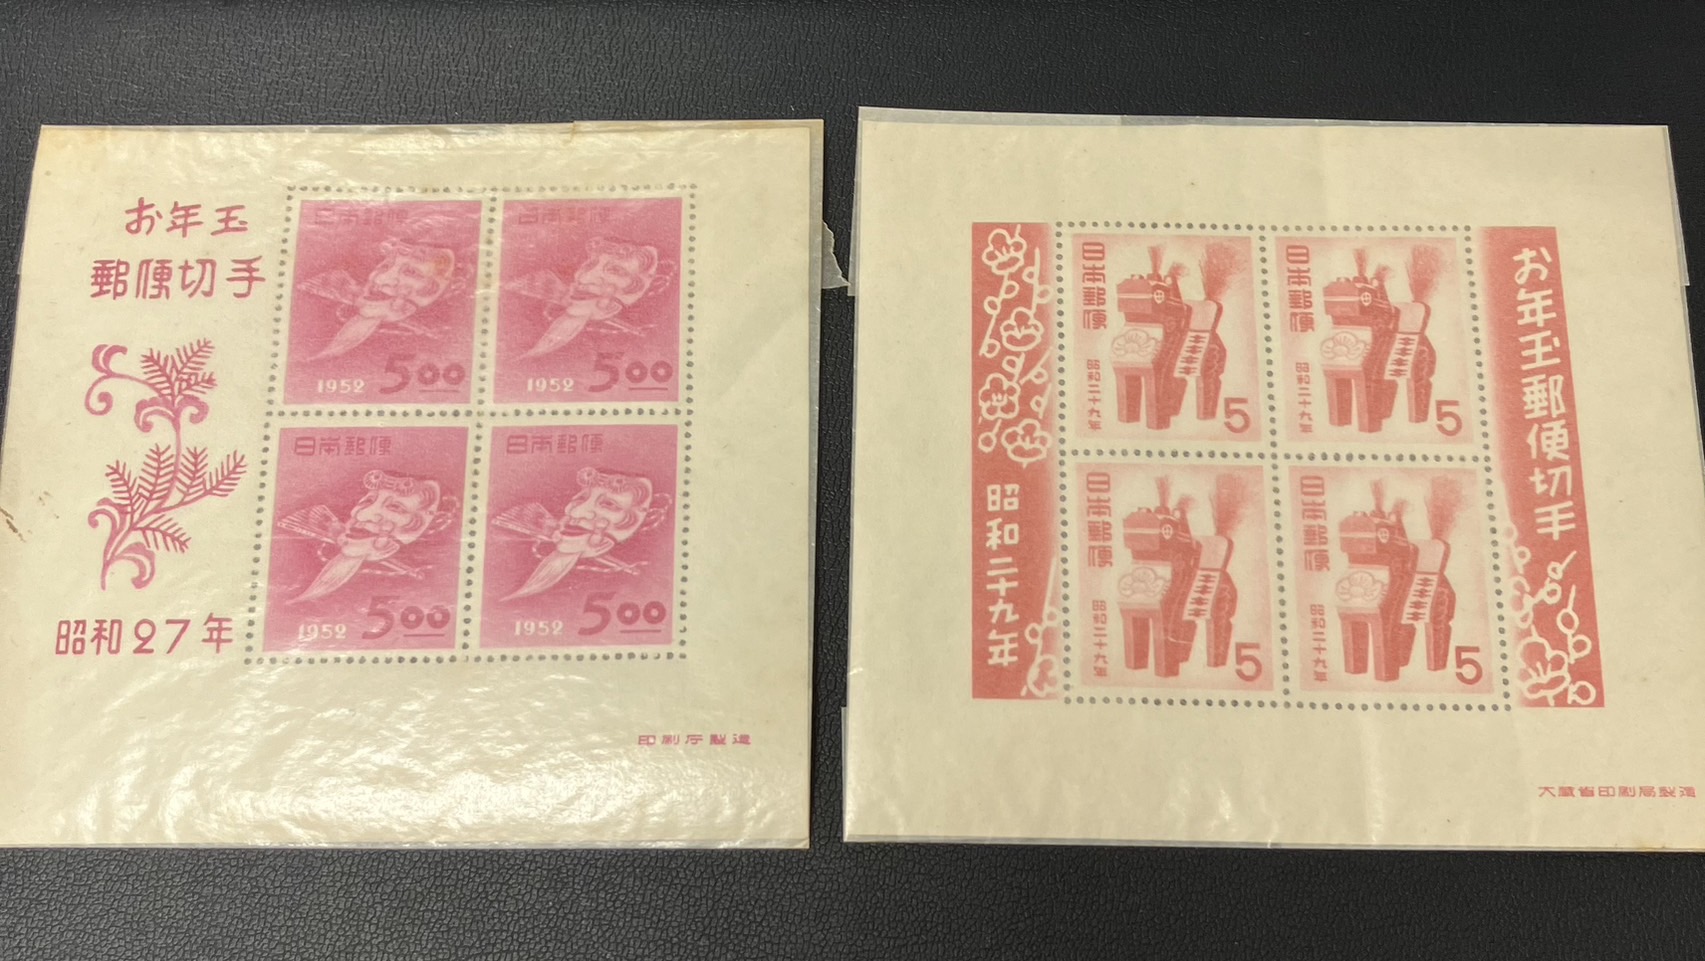 お年玉
郵便切手
昭和27年
日本郵便
1952 5.00
日本郵便
1952 5.00
日本郵便
1952 5.00
日本郵便
1952 5.00
印刷庁製造
お年玉郵便切手
昭和二十九年
日本郵便
昭和二十九年
5
日本郵便
昭和二十九年
5
日本郵便
昭和二十九年
5
日本郵便
昭和二十九年
5
大蔵省印刷局製造